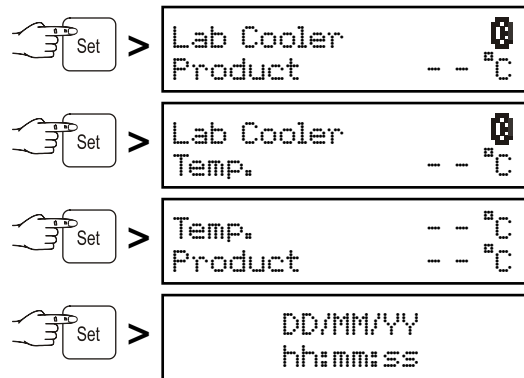 Set > Lab Cooler
Product - - °C
Set > Lab Cooler
Temp. - - °C
Set > Temp. - - °C
Product - - °C
Set > DD/MM/YY
hh:mm:ss